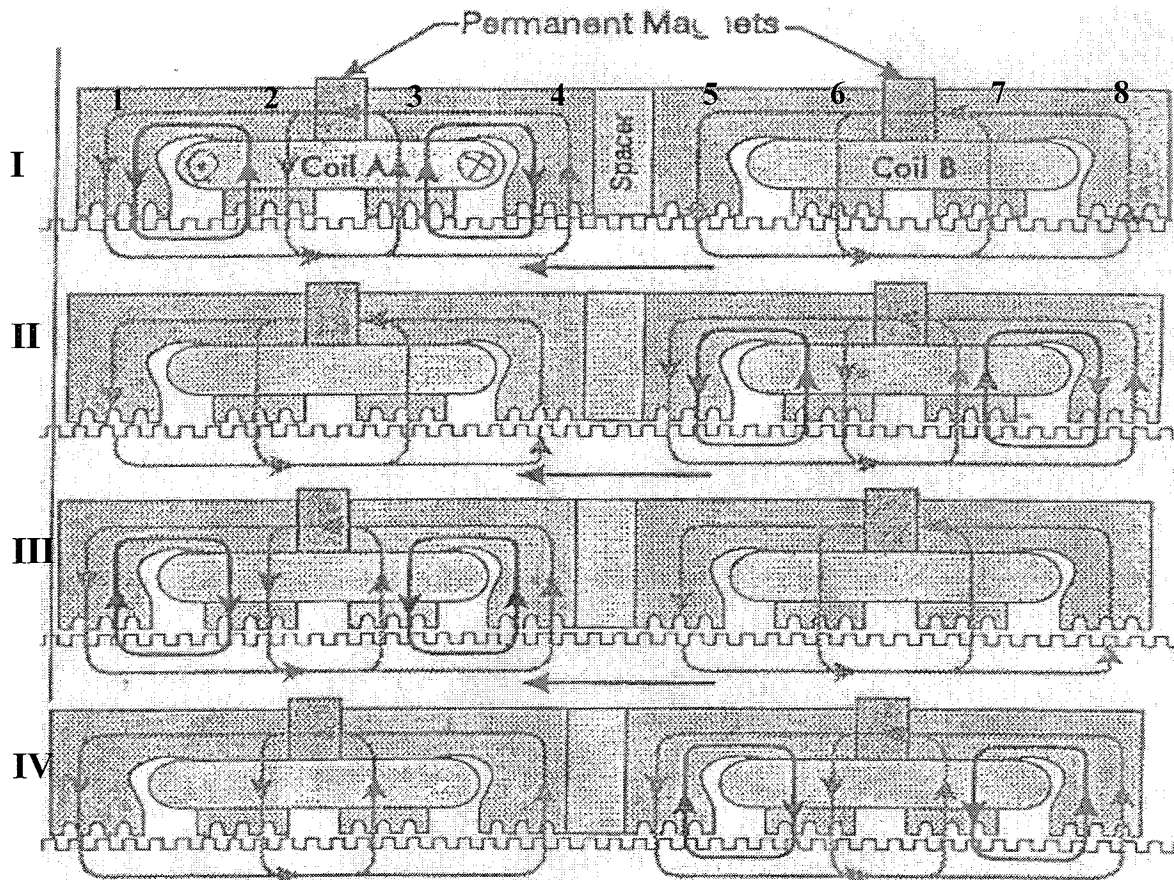 Permanent Mag ets
1 2 3 4 5 6 7 8
I
Coil A
Spacer
Coil B
II
III
IV